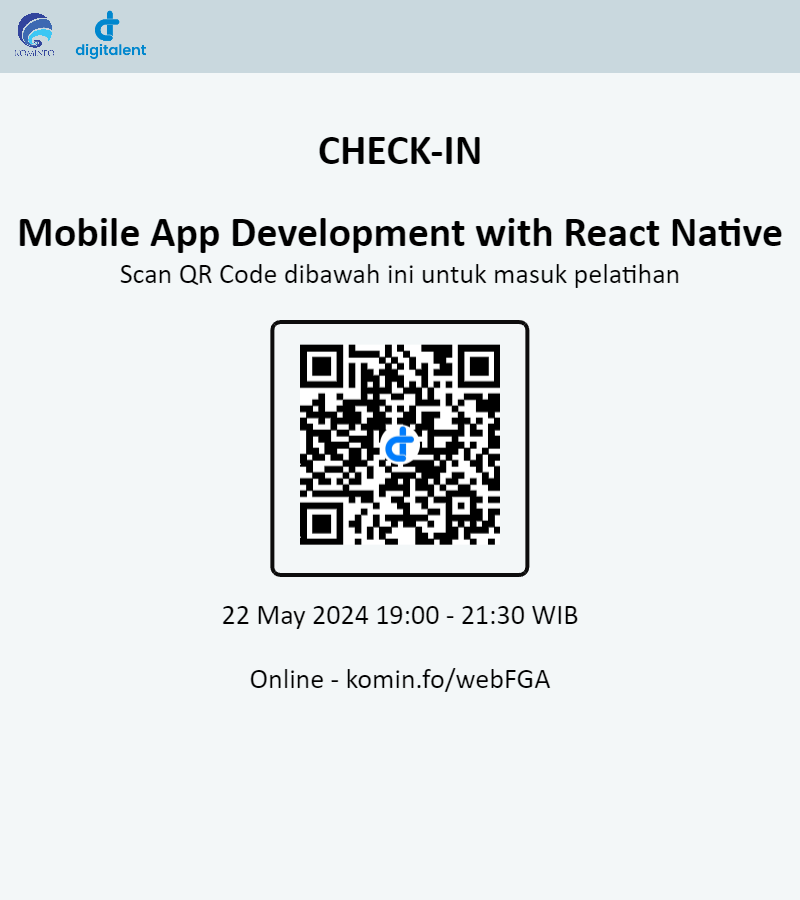 KOMINFO
digitalent
CHECK-IN
Mobile App Development with React Native
Scan QR Code dibawah ini untuk masuk pelatihan
22 May 2024 19:00 - 21:30 WIB
Online - komin.fo/webFGA